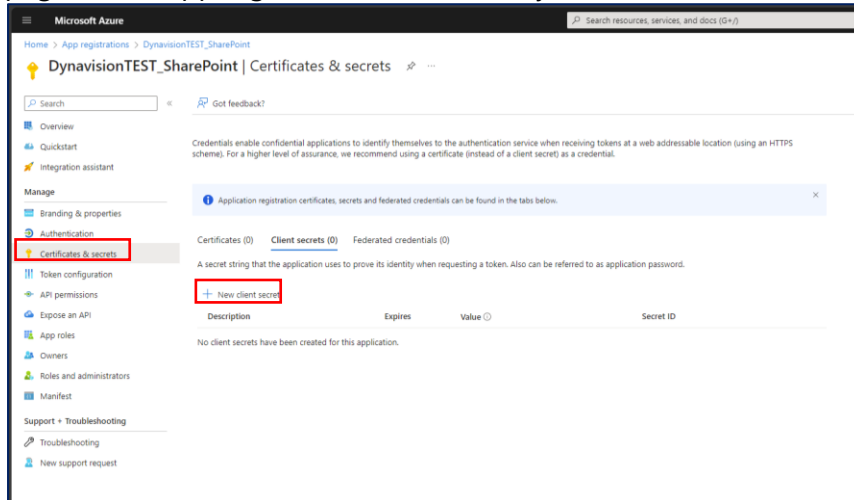 Microsoft Azure
Search resources, services, and docs (G+/)
Home > App registrations > DynavisionTEST_SharePoint
DynavisionTEST_SharePoint | Certificates & secrets
Search
Got feedback?
Overview
Quickstart
Integration assistant
Manage
Branding & properties
Authentication
Certificates & secrets
Token configuration
API permissions
Expose an API
App roles
Owners
Roles and administrators
Manifest
Support + Troubleshooting
Troubleshooting
New support request
Credentials enable confidential applications to identify themselves to the authentication service when receiving tokens at a web addressable location (using an HTTPS
scheme). For a higher level of assurance, we recommend using a certificate (instead of a client secret) as a credential.
Application registration certificates, secrets and federated credentials can be found in the tabs below.
Certificates (0) Client secrets (0) Federated credentials (0)
A secret string that the application uses to prove its identity when requesting a token. Also can be referred to as application password.
New client secret
Description Expires Value Secret ID
No client secrets have been created for this application.